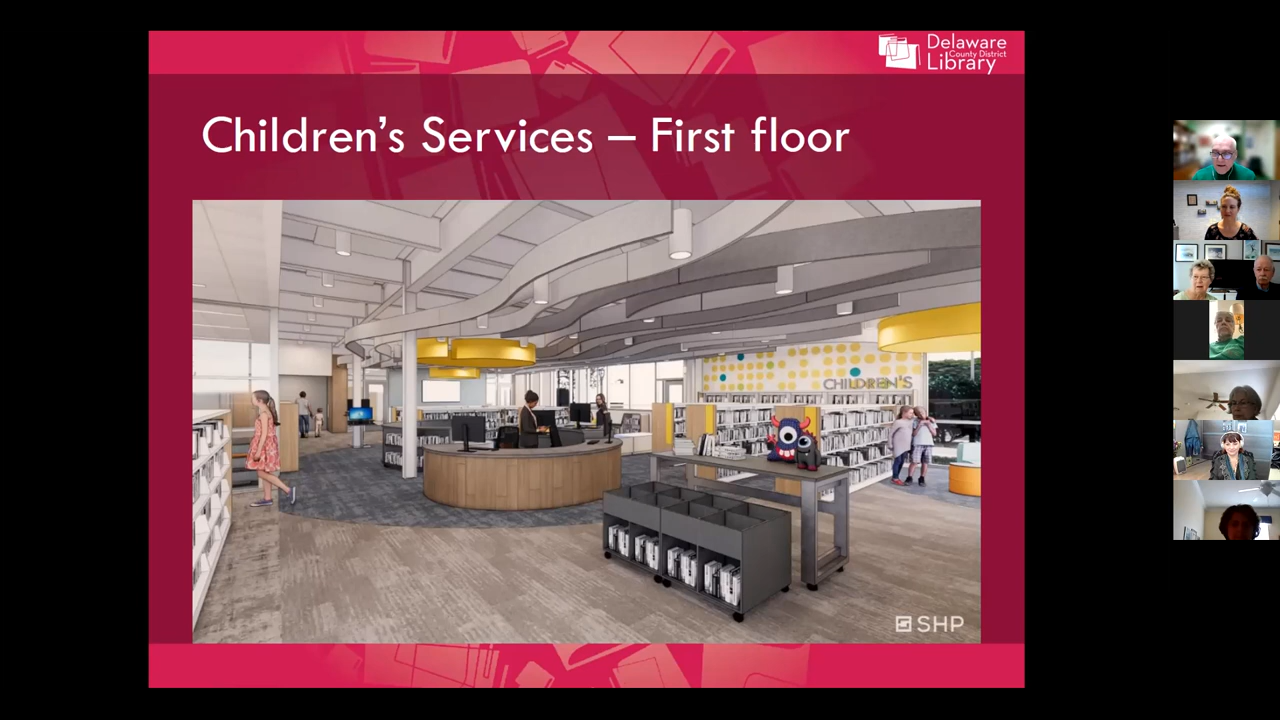 Delaware
County District
Library
Children's Services – First floor
CHILDREN'S
SHP